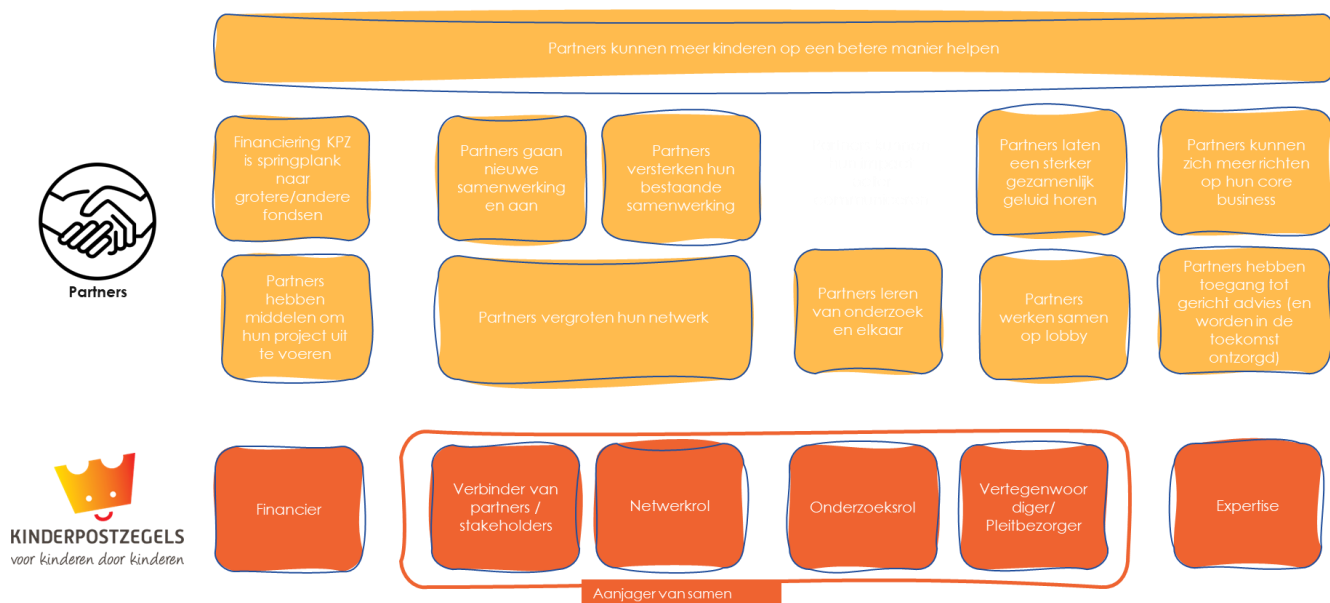 Partners kunnen meer kinderen op een betere manier helpen
Financiering KPZ
is springplank
naar
grotere/andere
fondsen
Partners gaan
nieuwe
samenwerking
en aan
Partners
versterken hun
bestaande
samenwerking
Partners laten
een sterker
gezamenlijk
geluid horen
Partners kunnen
zich meer richten
op hun core
business
Partners
Partners
hebben
middelen om
hun project uit
te voeren
Partners vergroten hun netwerk
Partners leren
van onderzoek
en elkaar
Partners
werken samen
op lobby
Partners hebben
toegang tot
gericht advies (en
worden in de
toekomst
ontzorgd)
KINDERPOSTZEGELS
voor kinderen door kinderen
Financier
Verbinder van
partners /
stakeholders
Netwerkrol
Onderzoeksrol
Vertegenwoor
diger/
Pleitbezorger
Expertise
Aanjager van samen